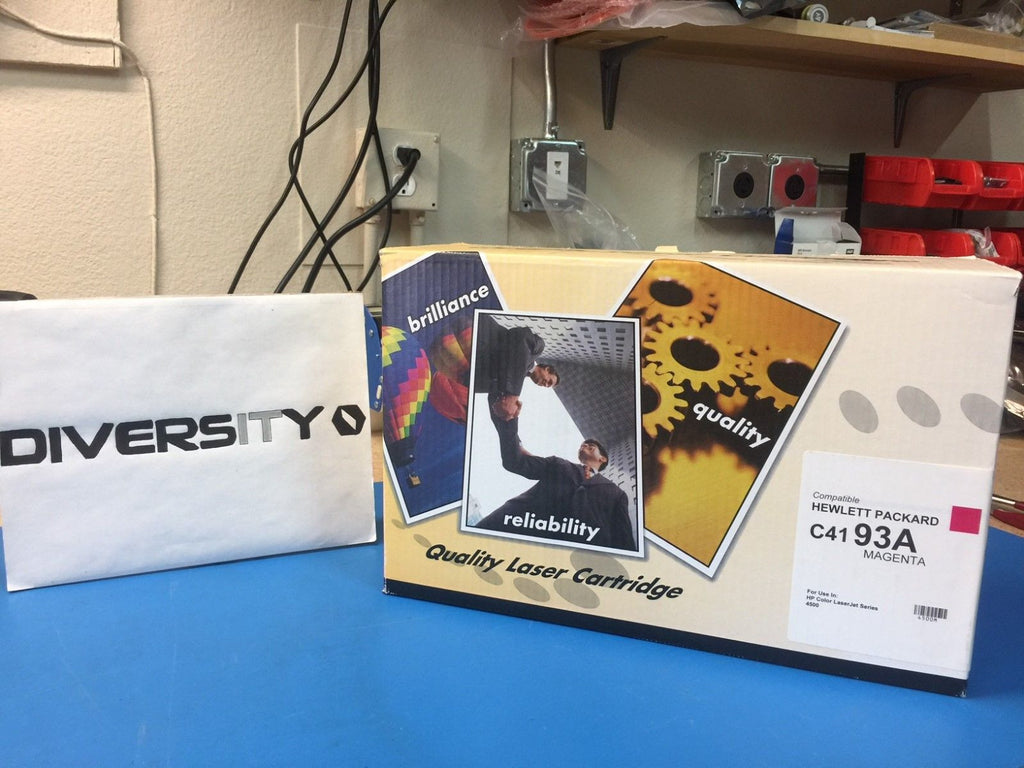 DIVERSITY
brilliance
reliability
quality
Quality Laser Cartridge
Compatible
HEWLETT PACKARD
C4193A
MAGENTA
For Use In:
HP Color LaserJet Series
4500
4500M